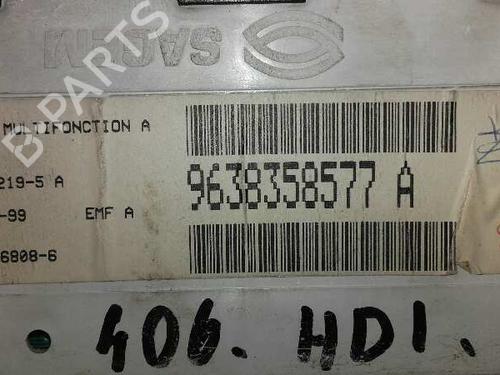 SAGEM
B PARTS
MULTIFONCTION A
219-5 A
9638358577 A
-99 EMF A
6808-6
406. HDI.